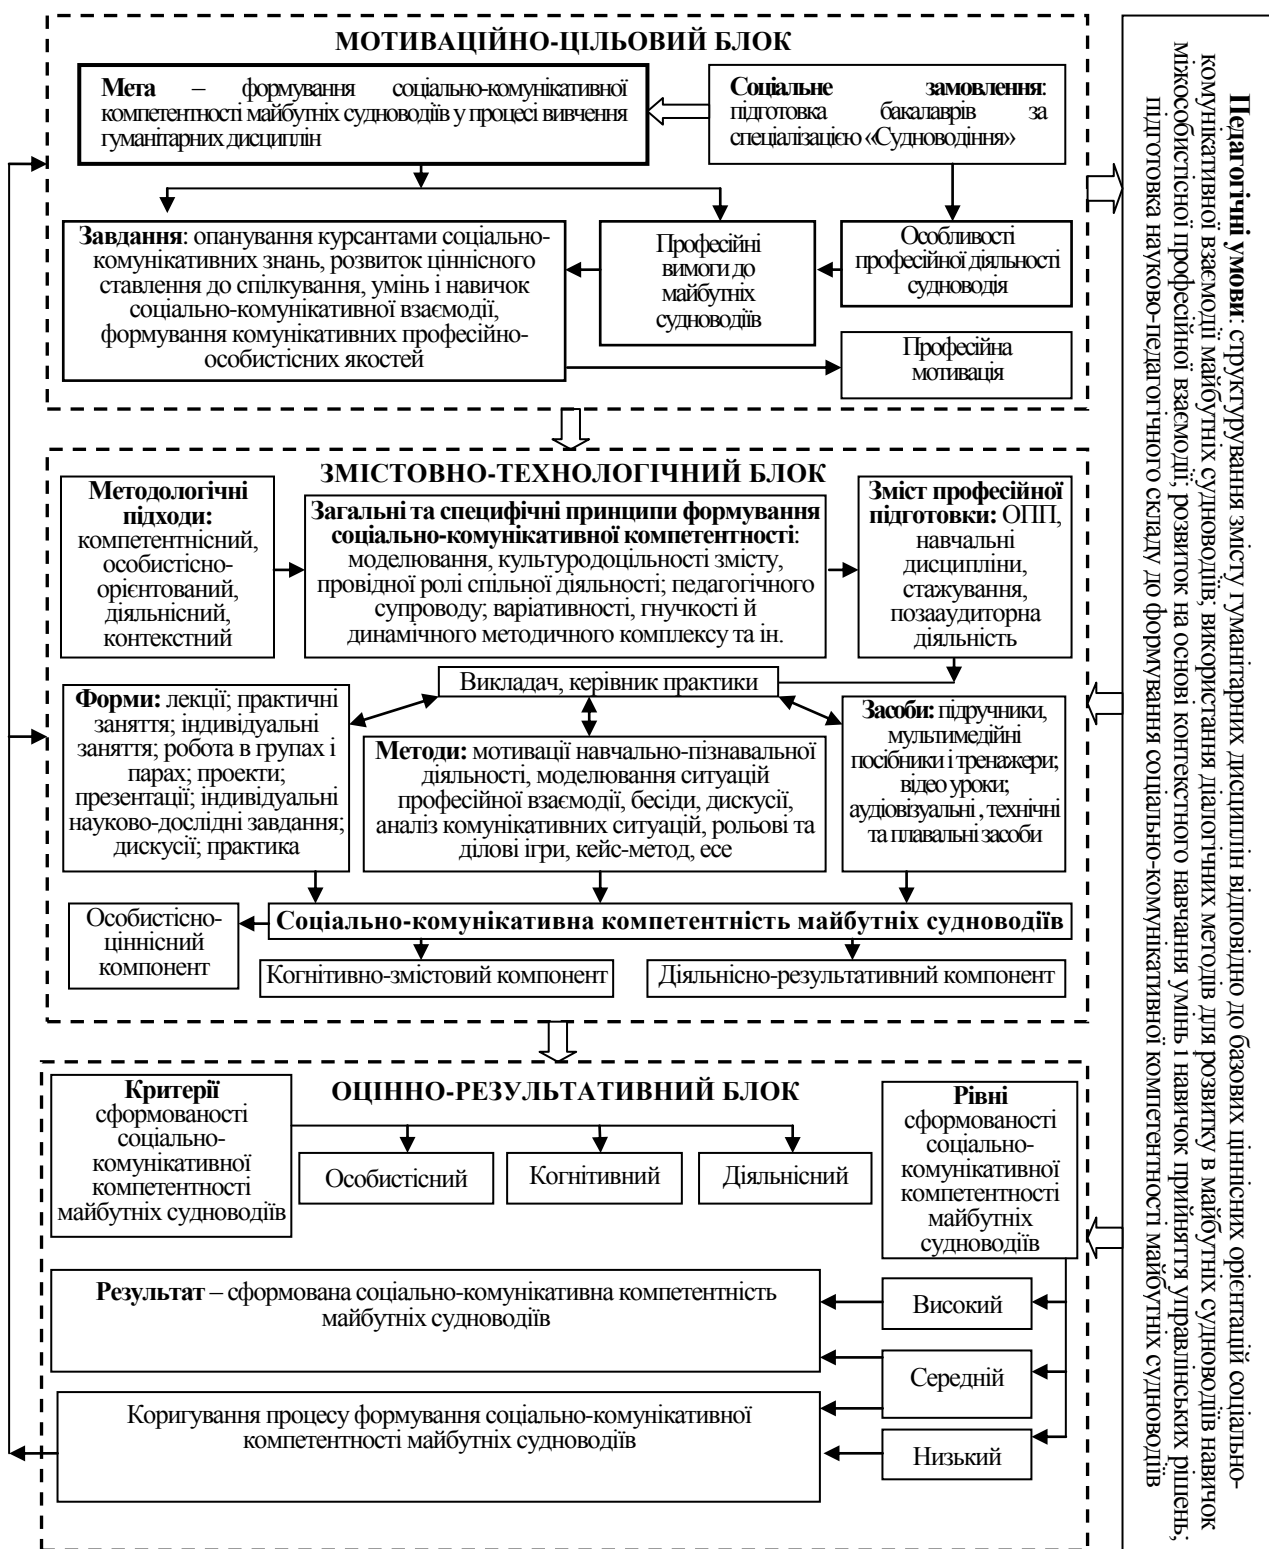 МОТИВАЦІЙНО-ЦІЛЬОВИЙ БЛОК
Мета – формування соціально-комунікативної
компетентності майбутніх судноводіїв у процесі вивчення
гуманітарних дисциплін
Соціальне замовлення:
підготовка бакалаврів за
спеціалізацією «Судноводіння»
Завдання: опанування курсантами соціально-
комунікативних знань, розвиток ціннісного
ставлення до спілкування, умінь і навичок
соціально-комунікативної взаємодії,
формування комунікативних професійно-
особистісних якостей
Професійні
вимоги до
майбутніх
судноводіїв
Особливості
професійної діяльності
судноводія
Професійна
мотивація
ЗМІСТОВНО-ТЕХНОЛОГІЧНИЙ БЛОК
Методологічні
підходи:
компетентнісний,
особистісно-
орієнтований,
діяльнісний,
контекстний
Загальні та специфічні принципи формування
соціально-комунікативної компетентності:
моделювання, культуродоцільності змісту,
провідної ролі спільної діяльності; педагогічного
супроводу; варіативності, гнучкості й
динамічного методичного комплексу та ін.
Зміст професійної
підготовки: ОПП,
навчальні
дисципліни,
стажування,
позааудиторна
діяльність
Викладач, керівник практики
Форми: лекції; практичні
заняття; індивідуальні
заняття; робота в групах і
парах; проекти;
презентації; індивідуальні
науково-дослідні завдання;
дискусії; практика
Методи: мотивації навчально-пізнавальної
діяльності, моделювання ситуацій
професійної взаємодії, бесіди, дискусії,
аналіз комунікативних ситуацій, рольові та
ділові ігри, кейс-метод, есе
Засоби: підручники,
мультимедійні
посібники і тренажери;
відео уроки;
аудіовізуальні , технічні
та плавальні засоби
Соціально-комунікативна компетентність майбутніх судноводіїв
Особистісно-
ціннісний
компонент
Когнітивно-змістовий компонент
Діяльнісно-результативний компонент
ОЦІННО-РЕЗУЛЬТАТИВНИЙ БЛОК
Критерії
сформованості
соціально-
комунікативної
компетентності
майбутніх судноводіїв
Особистісний
Когнітивний
Діяльнісний
Рівні
сформованості
соціально-
комунікативної
компетентності
майбутніх
судноводіїв
Результат – сформована соціально-комунікативна компетентність
майбутніх судноводіїв
Високий
Середній
Коригування процесу формування соціально-комунікативної
компетентності майбутніх судноводіїв
Низький
Педагогічні умови: структурування змісту гуманітарних дисциплін відповідно до базових ціннісних орієнтацій соціально-
комунікативної взаємодії майбутніх судноводіїв; використання діалогічних методів для розвитку в майбутніх судноводіїв навичок
міжособистісної професійної взаємодії; розвиток на основі контекстного навчання умінь і навичок прийняття управлінських рішень;
підготовка науково-педагогічного складу до формування соціально-комунікативної компетентності майбутніх судноводіїв